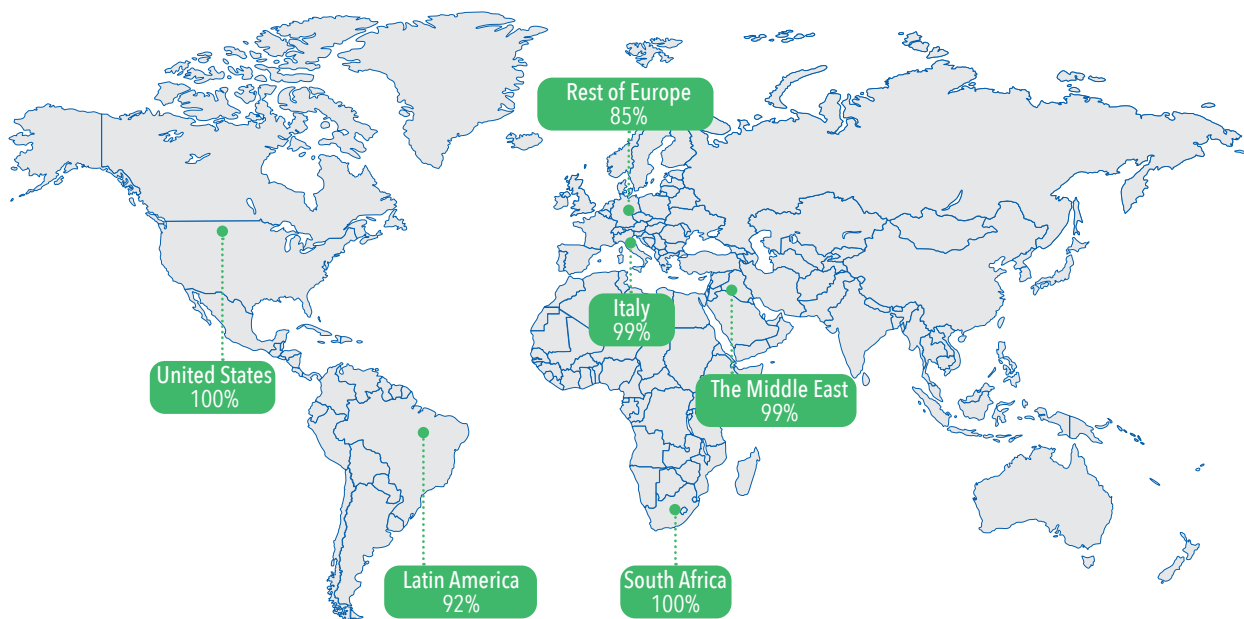 Rest of Europe
85%
Italy
99%
United States
100%
The Middle East
99%
Latin America
92%
South Africa
100%